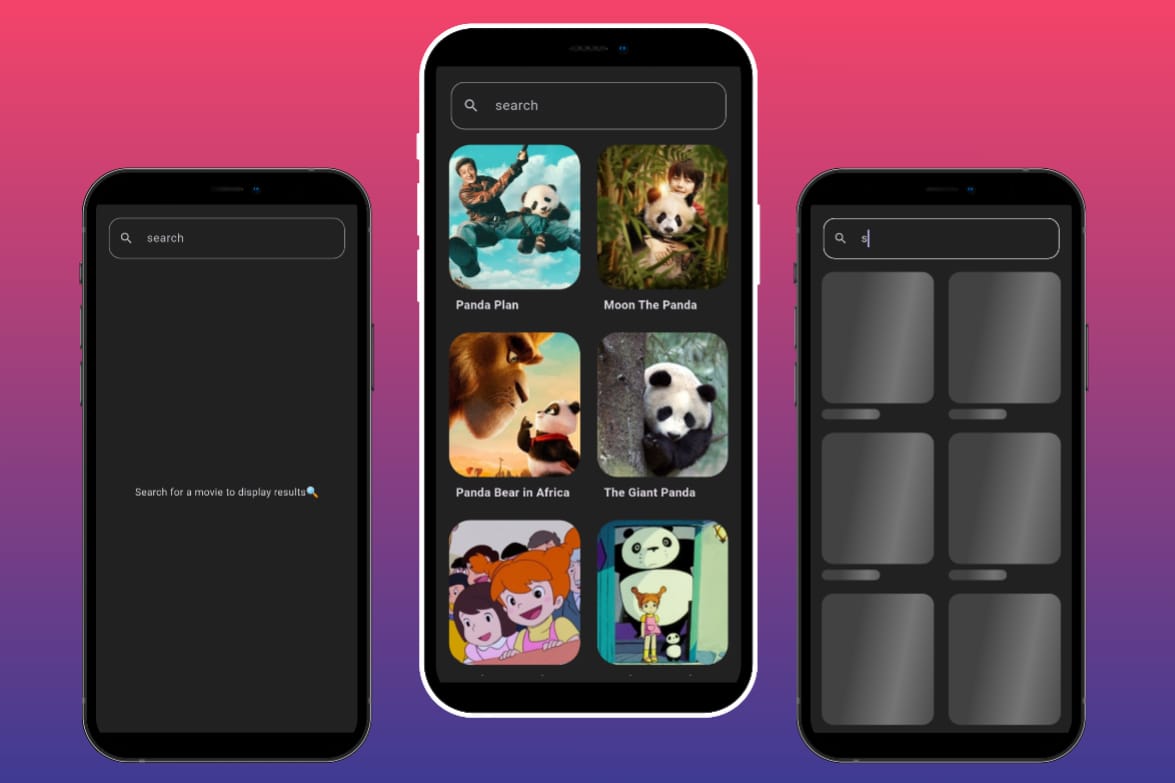 search
Search for a movie to display results🔍
search
Panda Plan
Moon The Panda
Panda Bear in Africa
The Giant Panda
s